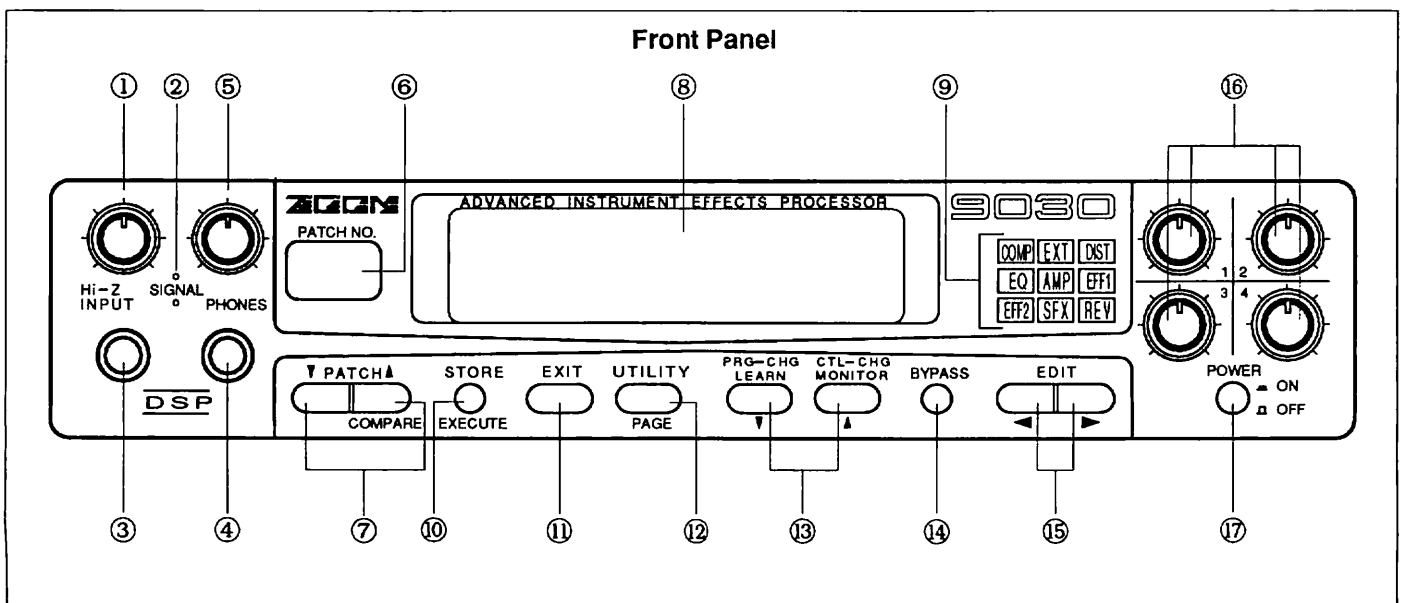 Front Panel
① ② ⑤ ⑥ ⑧ ⑨ ⑯
ZOOM
ADVANCED INSTRUMENT EFFECTS PROCESSOR
9030
PATCH NO.
COMP EXT DIST
EQ AMP EFF1
EFF2 SFX REV
Hi-Z
INPUT
SIGNAL
PHONES
1 2
3 4
DSP
▼ PATCH ▲
COMPARE
STORE
EXECUTE
EXIT
UTILITY
PAGE
PRG-CHG
LEARN
▼
CTL-CHG
MONITOR
▲
BYPASS
EDIT
◄ ►
POWER
ON
OFF
③ ④ ⑦ ⑩ ⑪ ⑫ ⑬ ⑭ ⑮ ⑰